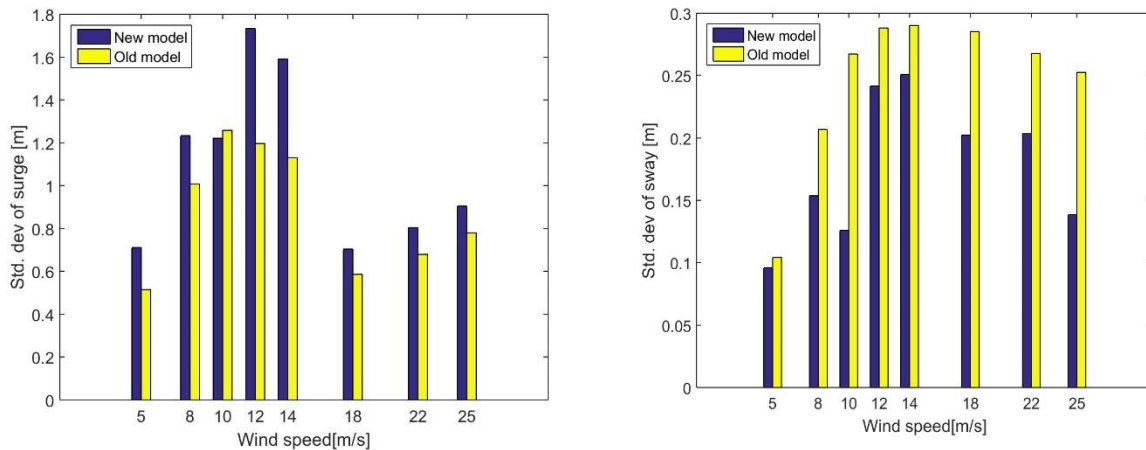 Std. dev of surge [m]
1.8
1.6
1.4
1.2
1
0.8
0.6
0.4
0.2
0
New model
Old model
5 8 10 12 14 18 22 25
Wind speed[m/s]
Std. dev of sway [m]
0.3
0.25
0.2
0.15
0.1
0.05
0
New model
Old model
5 8 10 12 14 18 22 25
Wind speed[m/s]